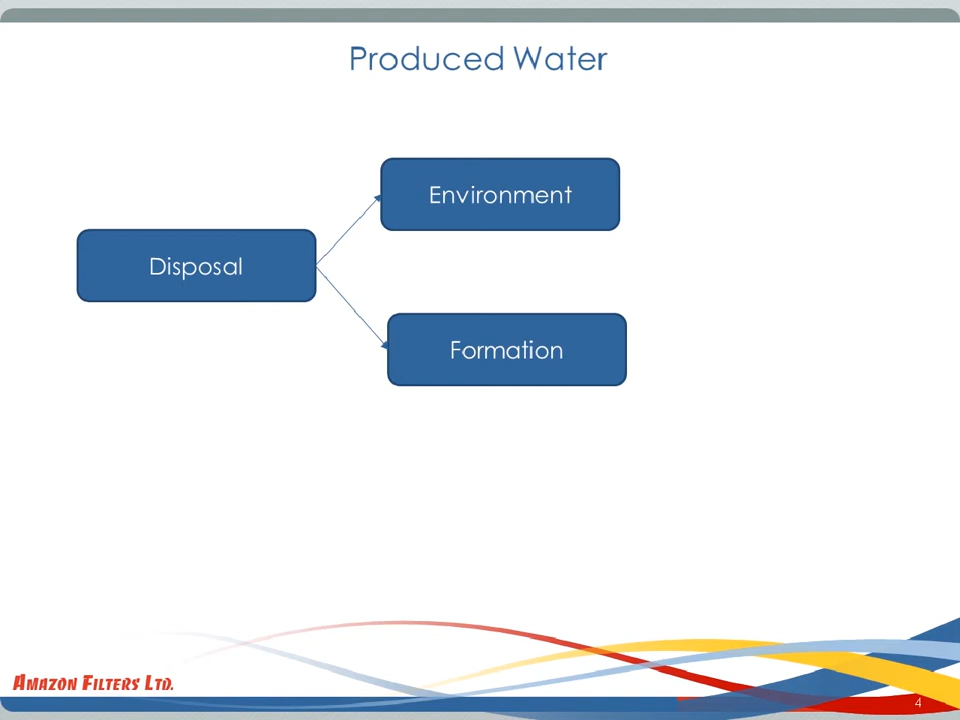 Produced Water
Environment
Disposal
Formation
AMAZON FILTERS LTD.
4